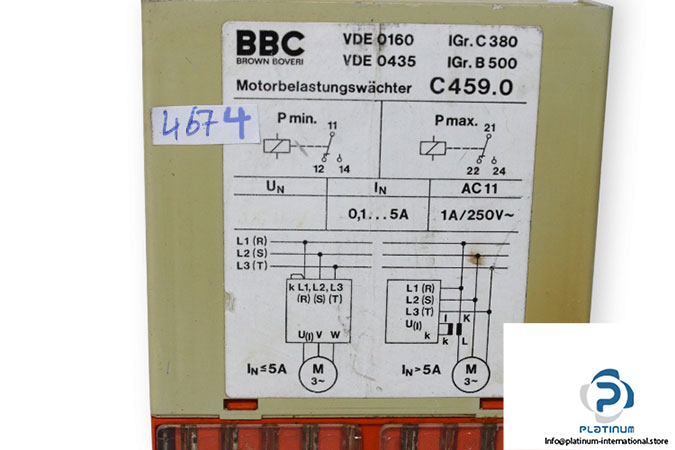 BBC
BROWN BOVERI
VDE 0160 IGr. C 380
VDE 0435 IGr. B 500
Motorbelastungswächter C 459.0
4674
P min. 11
12 14
P max. 21
22 24
UN IN AC 11
0,1...5A 1A/250V~
L1 (R)
L2 (S)
L3 (T)
k L1, L2, L3
(R) (S) (T)
U(I) V W
IN ≤ 5A
M
3~
L1 (R)
L2 (S)
L3 (T)
U(I)
k
l K
k L
IN > 5A
M
3~
PLATINUM
Info@platinum-international.store